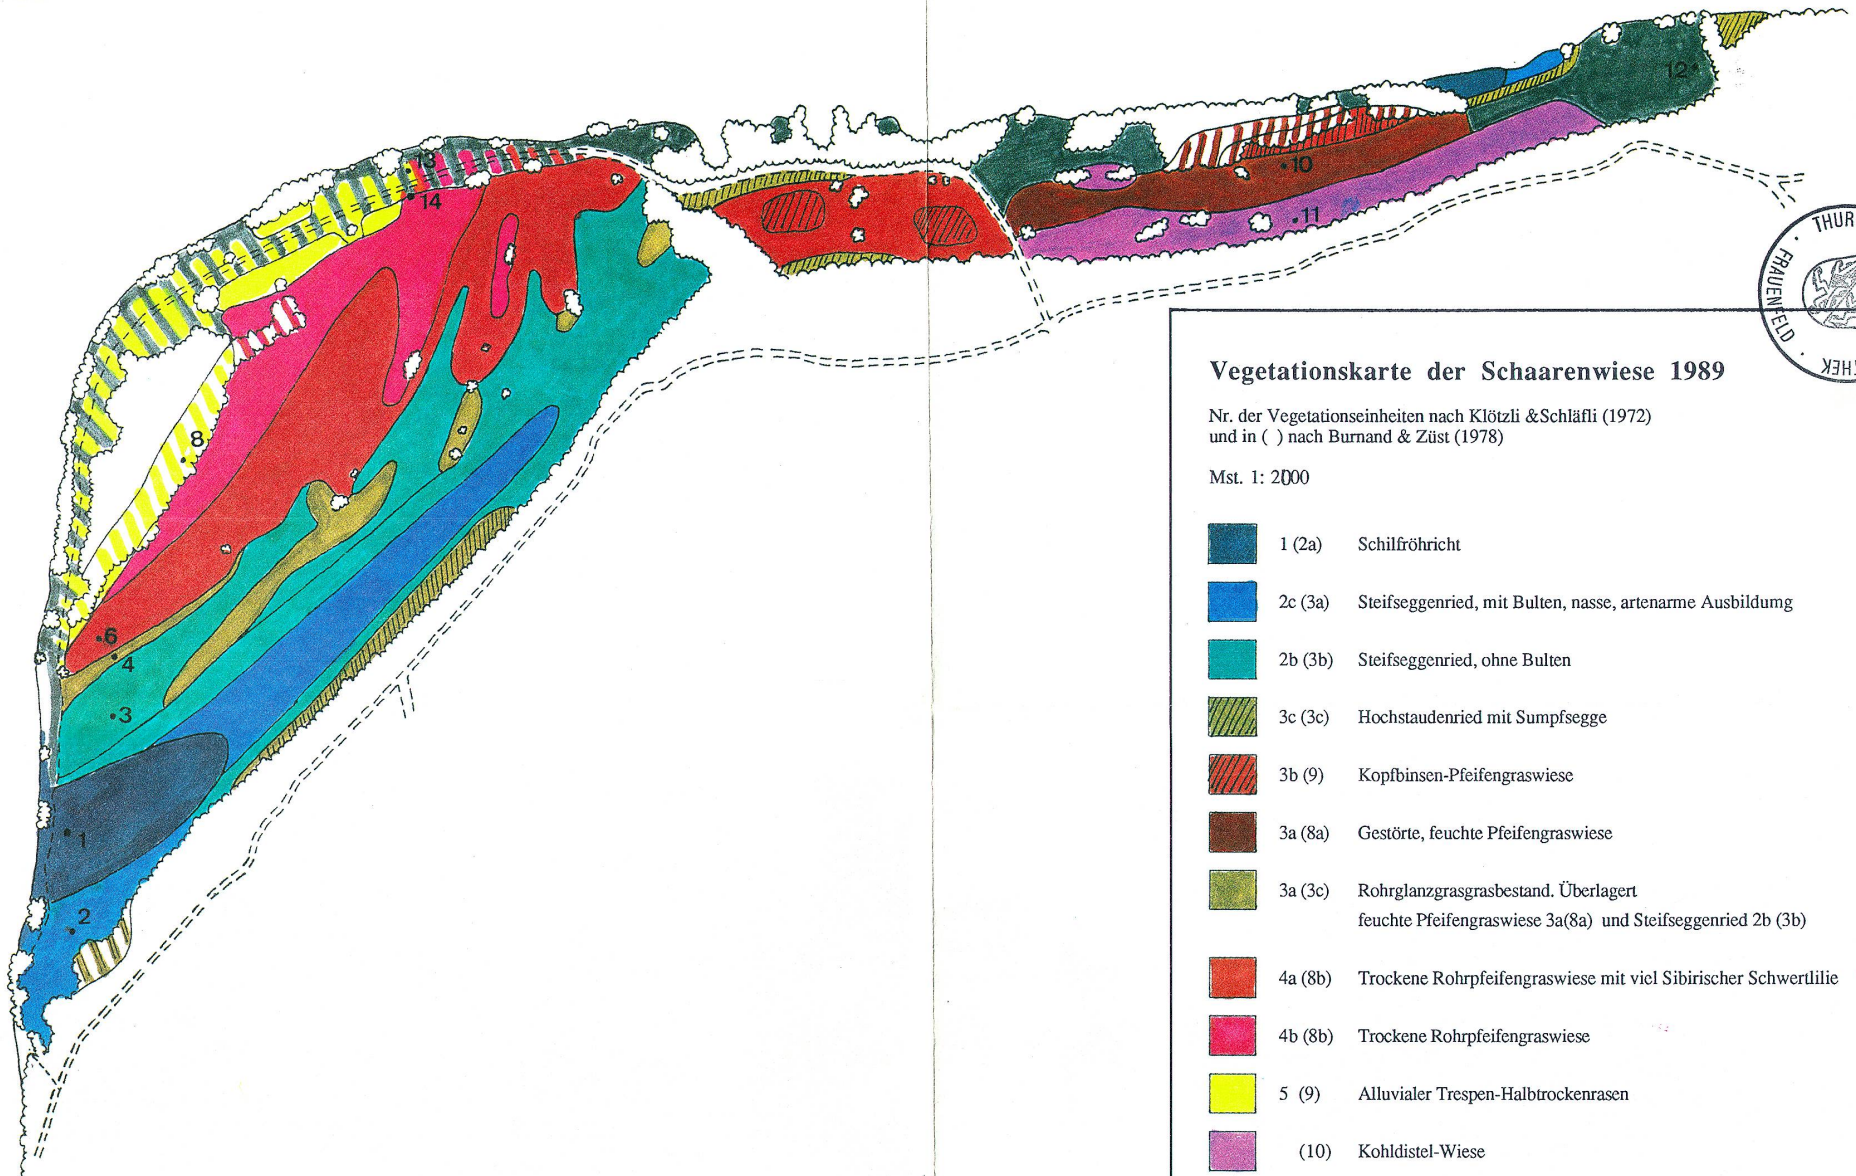 12
13
14
10
11
8
6
4
3
1
2
THUR
FRAUENFELD
THEK
Vegetationskarte der Schaarenwiese 1989
Nr. der Vegetationseinheiten nach Klötzli &Schläfli (1972)
und in ( ) nach Burnand & Züst (1978)
Mst. 1: 2000
1 (2a) Schilfröhricht
2c (3a) Steifseggenried, mit Bulten, nasse, artenarme Ausbildumg
2b (3b) Steifseggenried, ohne Bulten
3c (3c) Hochstaudenried mit Sumpfsegge
3b (9) Kopfbinsen-Pfeifengraswiese
3a (8a) Gestörte, feuchte Pfeifengraswiese
3a (3c) Rohrglanzgrasgrasbestand. Überlagert
feuchte Pfeifengraswiese 3a(8a) und Steifseggenried 2b (3b)
4a (8b) Trockene Rohrpfeifengraswiese mit viel Sibirischer Schwertlilie
4b (8b) Trockene Rohrpfeifengraswiese
5 (9) Alluvialer Trespen-Halbtrockenrasen
(10) Kohldistel-Wiese